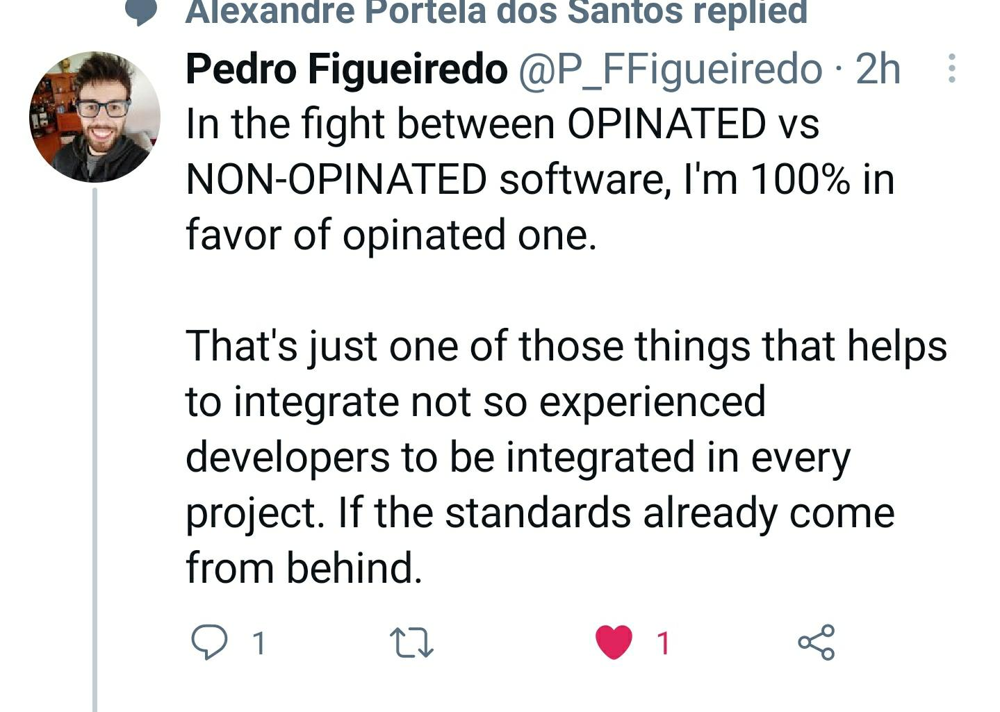 Alexandre Portela dos Santos replied
Pedro Figueiredo @P_FFigueiredo · 2h
In the fight between OPINATED vs
NON-OPINATED software, I'm 100% in
favor of opinated one.
That's just one of those things that helps
to integrate not so experienced
developers to be integrated in every
project. If the standards already come
from behind.
1 1